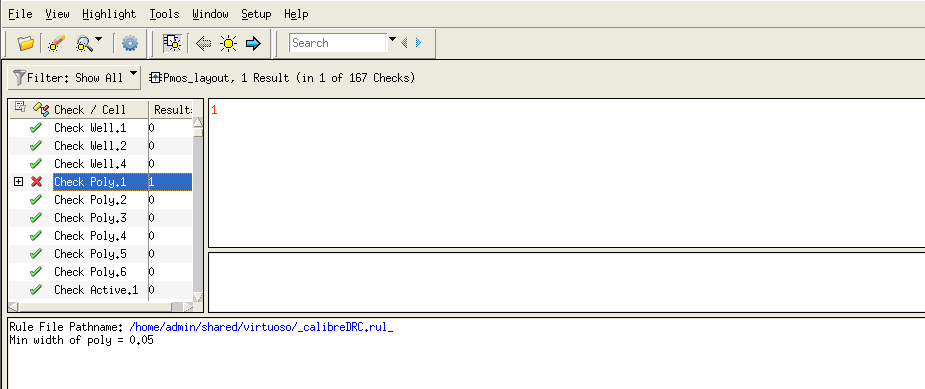 File View Highlight Tools Window Setup Help
Search
Filter: Show All Pmos_layout, 1 Result (in 1 of 167 Checks)
Check / Cell Results
Check Well.1 0
Check Well.2 0
Check Well.4 0
Check Poly.1 1
Check Poly.2 0
Check Poly.3 0
Check Poly.4 0
Check Poly.5 0
Check Poly.6 0
Check Active.1 0
1
Rule File Pathname: /home/admin/shared/virtuoso/_calibreDRC.rul_
Min width of poly = 0.05